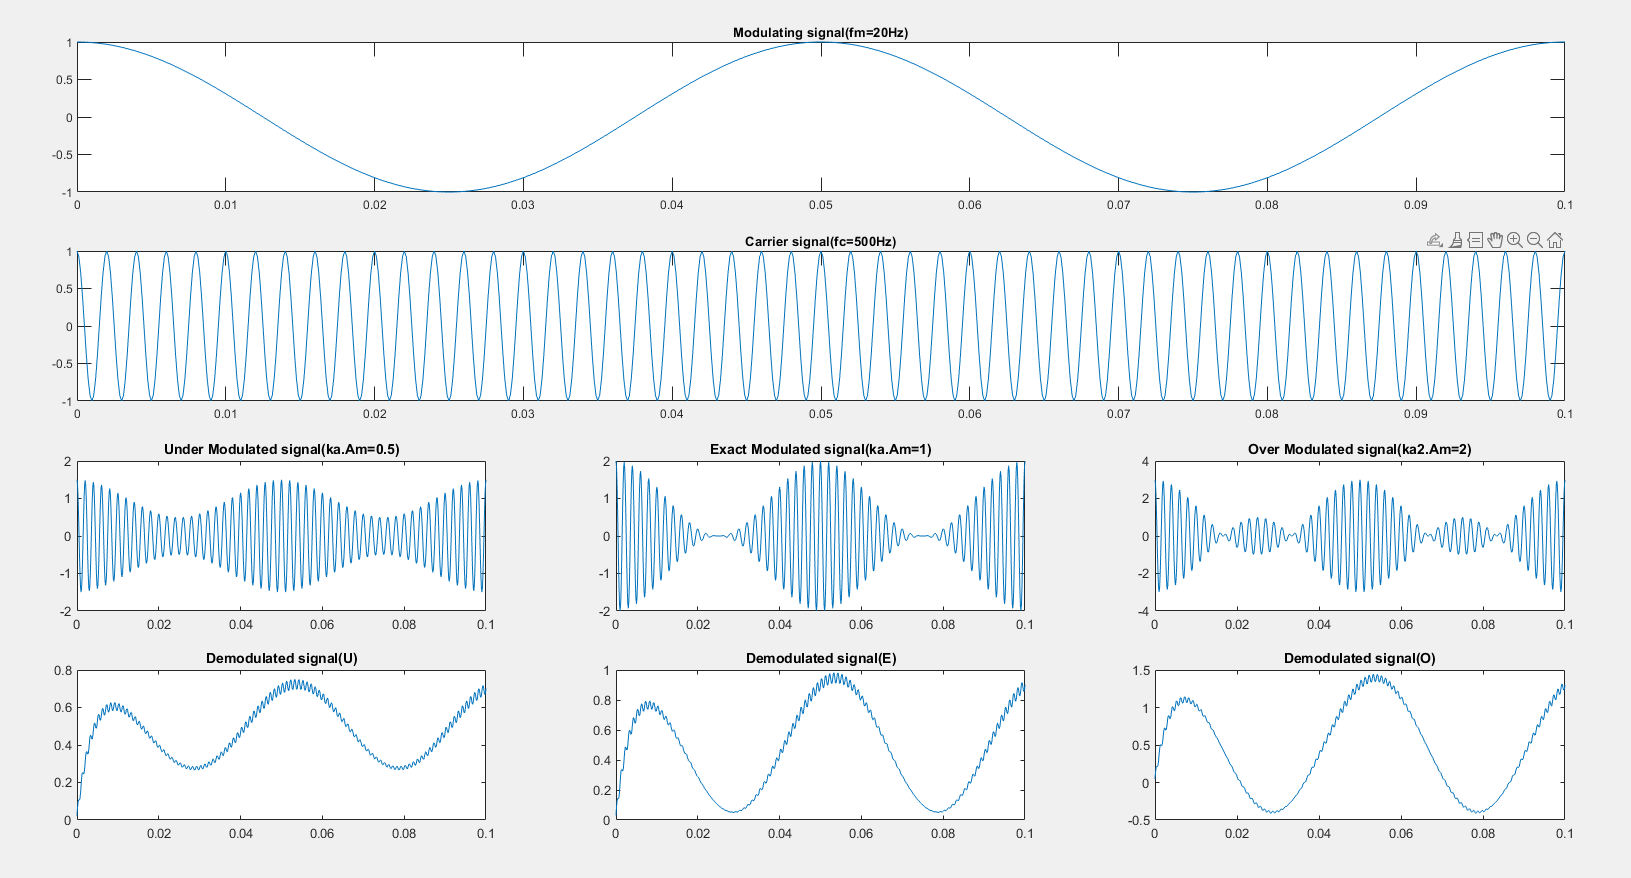 Modulating signal(fm=20Hz)
1
0.5
0
-0.5
-1
0 0.01 0.02 0.03 0.04 0.05 0.06 0.07 0.08 0.09 0.1
Carrier signal(fc=500Hz)
1
0.5
0
-0.5
-1
0 0.01 0.02 0.03 0.04 0.05 0.06 0.07 0.08 0.09 0.1
Under Modulated signal(ka.Am=0.5)
2
1
0
-1
-2
0 0.02 0.04 0.06 0.08 0.1
Exact Modulated signal(ka.Am=1)
2
1
0
-1
-2
0 0.02 0.04 0.06 0.08 0.1
Over Modulated signal(ka2.Am=2)
4
2
0
-2
-4
0 0.02 0.04 0.06 0.08 0.1
Demodulated signal(U)
0.8
0.6
0.4
0.2
0
0 0.02 0.04 0.06 0.08 0.1
Demodulated signal(E)
1
0.8
0.6
0.4
0.2
0
0 0.02 0.04 0.06 0.08 0.1
Demodulated signal(O)
1.5
1
0.5
0
-0.5
0 0.02 0.04 0.06 0.08 0.1